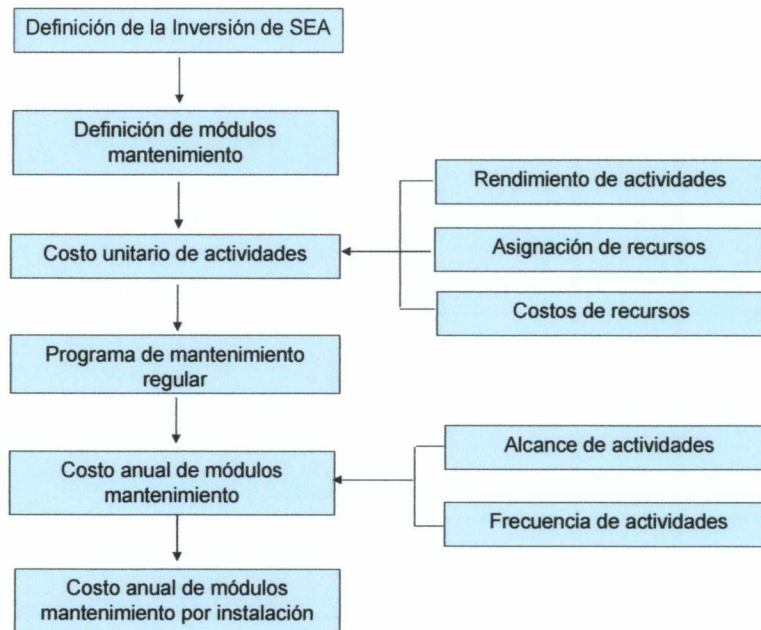 Definición de la Inversión de SEA
Definición de módulos
mantenimiento
Rendimiento de actividades
Costo unitario de actividades
Asignación de recursos
Costos de recursos
Programa de mantenimiento
regular
Alcance de actividades
Costo anual de módulos
mantenimiento
Frecuencia de actividades
Costo anual de módulos
mantenimiento por instalación